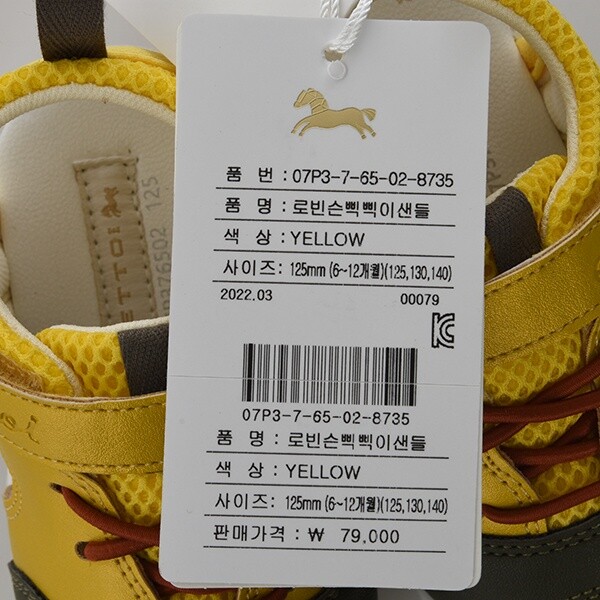 품 번 : 07P3-7-65-02-8735
품 명 : 로빈슨삑삑이샌들
색 상 : YELLOW
사이즈: 125mm (6~12개월)(125,130,140)
2022.03 00079
07P3-7-65-02-8735
품 명 : 로빈슨삑삑이샌들
색 상 : YELLOW
사이즈: 125mm (6~12개월)(125,130,140)
판매가격 : ₩ 79,000
ETTO
376502 125